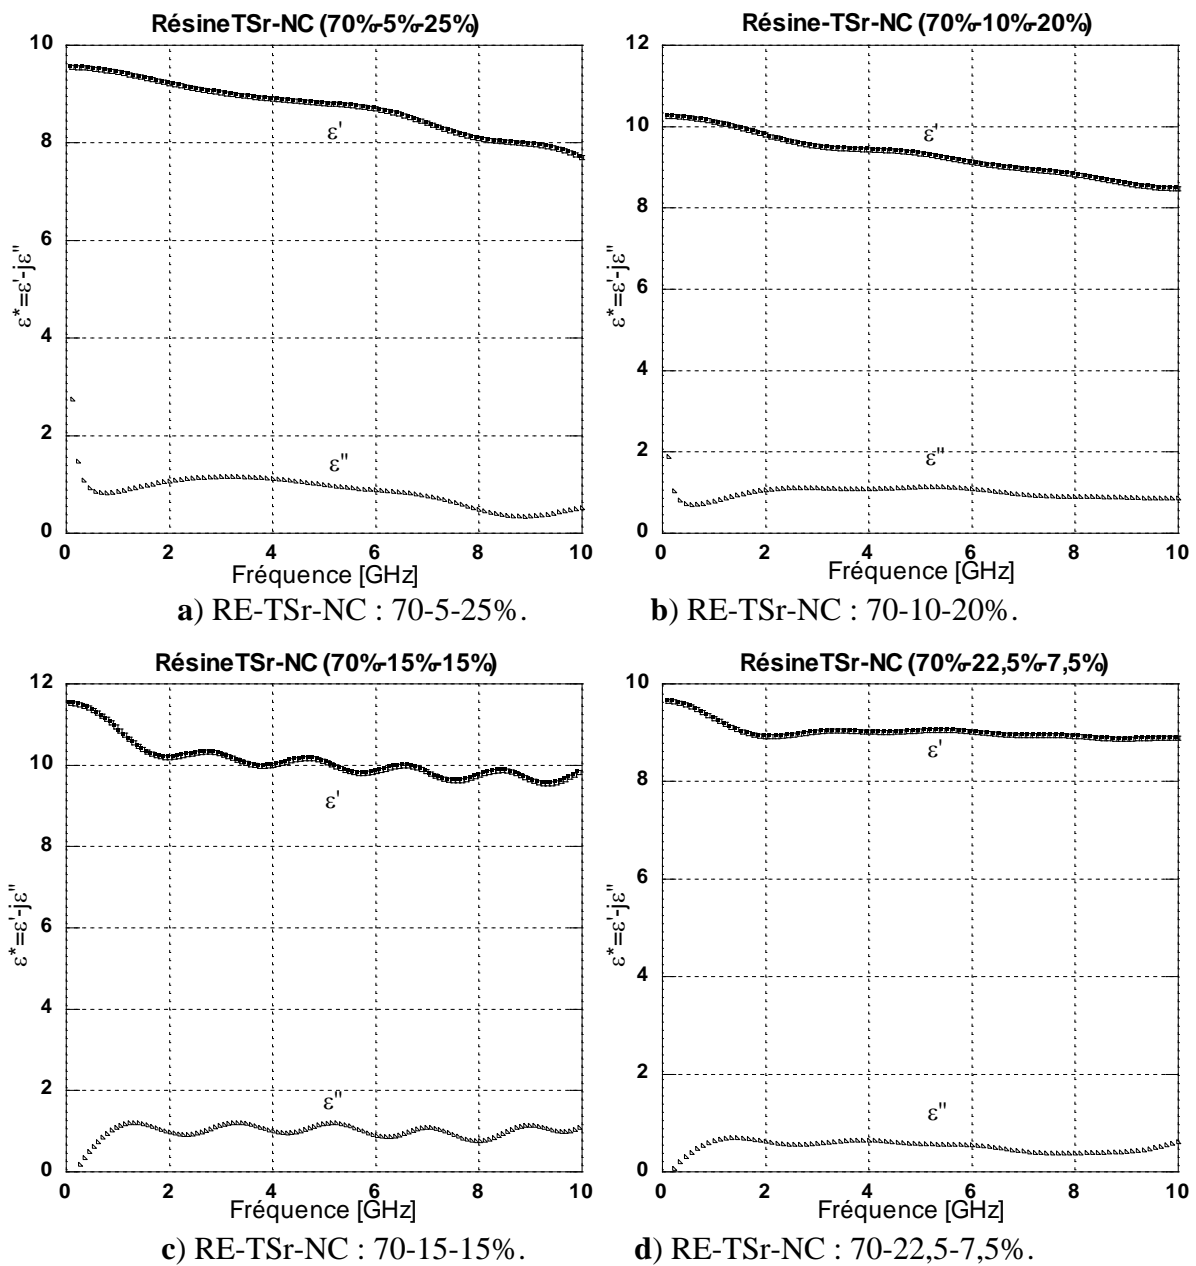 RésineTSr-NC (70%-5%-25%)
10
8
6
4
2
0
ε*=ε'-jε"
ε'
ε"
0 2 4 6 8 10
Fréquence [GHz]
a) RE-TSr-NC : 70-5-25%.
Résine-TSr-NC (70%-10%-20%)
12
10
8
6
4
2
0
ε*=ε'-jε"
ε'
ε"
0 2 4 6 8 10
Fréquence [GHz]
b) RE-TSr-NC : 70-10-20%.
RésineTSr-NC (70%-15%-15%)
12
10
8
6
4
2
0
ε*=ε'-jε"
ε'
ε"
0 2 4 6 8 10
Fréquence [GHz]
c) RE-TSr-NC : 70-15-15%.
RésineTSr-NC (70%-22,5%-7,5%)
10
8
6
4
2
0
ε*=ε'-jε"
ε'
ε"
0 2 4 6 8 10
Fréquence [GHz]
d) RE-TSr-NC : 70-22,5-7,5%.